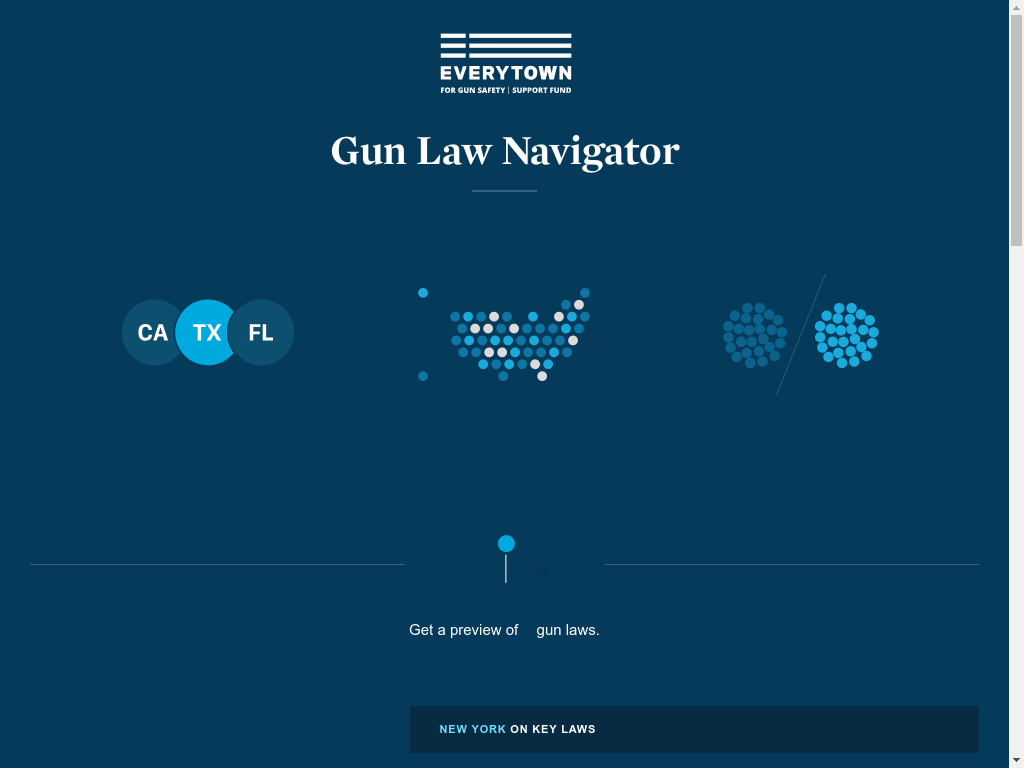 EVERYTOWN
FOR GUN SAFETY | SUPPORT FUND
Gun Law Navigator
CA TX FL
Get a preview of gun laws.
NEW YORK ON KEY LAWS